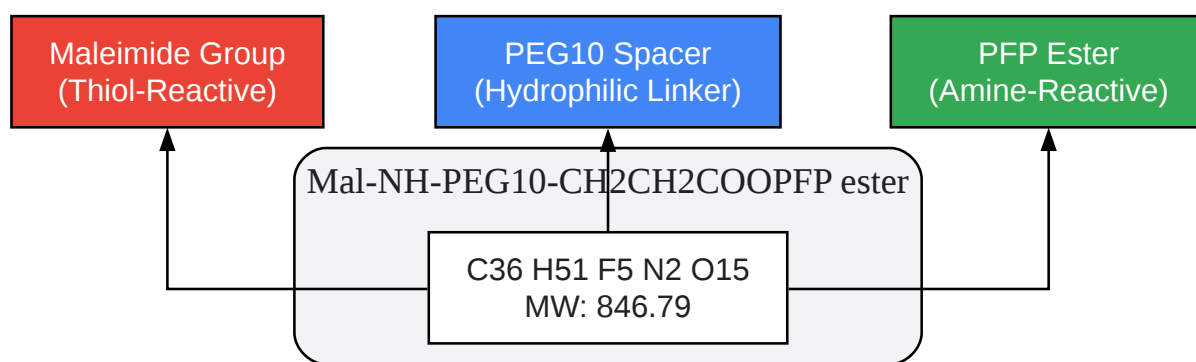 Maleimide Group
(Thiol-Reactive)
PEG10 Spacer
(Hydrophilic Linker)
PFP Ester
(Amine-Reactive)
Mal-NH-PEG10-CH2CH2COOPFP ester
C36 H51 F5 N2 O15
MW: 846.79